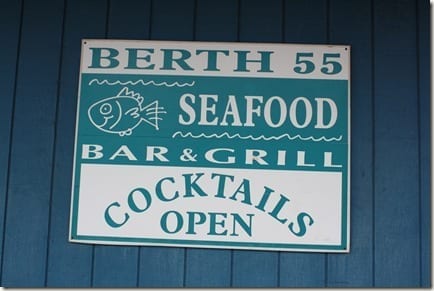 BERTH 55
SEAFOOD
BAR & GRILL
COCKTAILS
OPEN